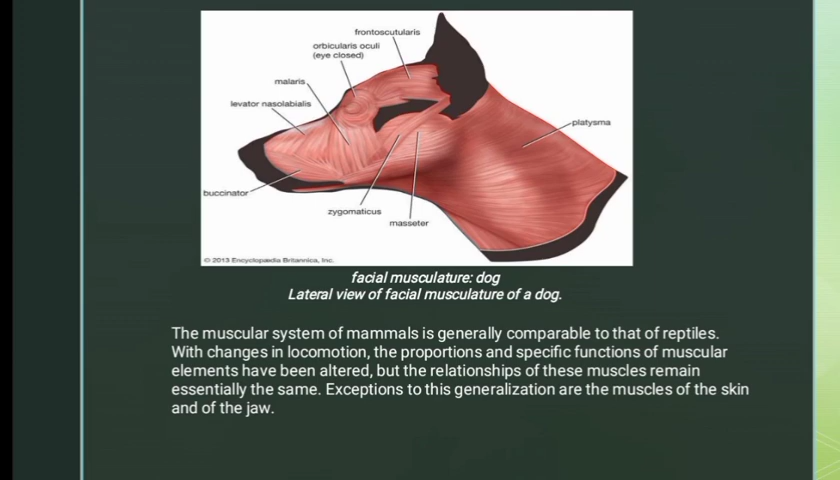 frontoscutularis
orbicularis oculi
(eye closed)
malaris
levator nasolabialis
platysma
buccinator
zygomaticus
masseter
© 2013 Encyclopædia Britannica, Inc.
facial musculature: dog
Lateral view of facial musculature of a dog.
The muscular system of mammals is generally comparable to that of reptiles.
With changes in locomotion, the proportions and specific functions of muscular
elements have been altered, but the relationships of these muscles remain
essentially the same. Exceptions to this generalization are the muscles of the skin
and of the jaw.